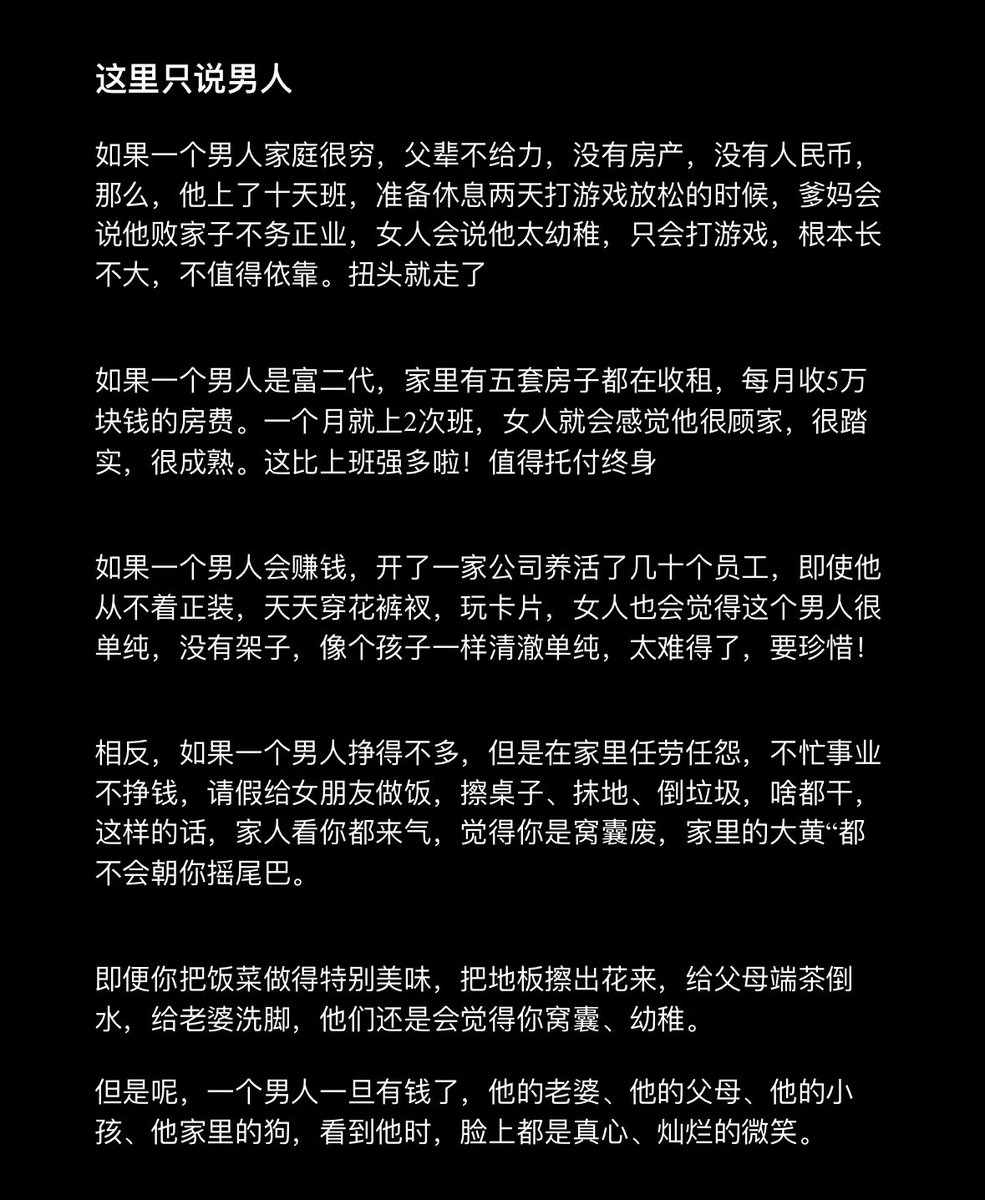 这里只说男人
如果一个男人家庭很穷，父辈不给力，没有房产，没有人民币，
那么，他上了十天班，准备休息两天打游戏放松的时候，爹妈会
说他败家子不务正业，女人会说他太幼稚，只会打游戏，根本长
不大，不值得依靠。扭头就走了
如果一个男人是富二代，家里有五套房子都在收租，每月收5万
块钱的房费。一个月就上2次班，女人就会感觉他很顾家，很踏
实，很成熟。这比上班强多啦！值得托付终身
如果一个男人会赚钱，开了一家公司养活了几十个员工，即使他
从不着正装，天天穿花裤衩，玩卡片，女人也会觉得这个男人很
单纯，没有架子，像个孩子一样清澈单纯，太难得了，要珍惜！
相反，如果一个男人挣得不多，但是在家里任劳任怨，不忙事业
不挣钱，请假给女朋友做饭，擦桌子、抹地、倒垃圾，啥都干，
这样的话，家人看你都来气，觉得你是窝囊废，家里的大黄“都
不会朝你摇尾巴。
即便你把饭菜做得特别美味，把地板擦出花来，给父母端茶倒
水，给老婆洗脚，他们还是会觉得你窝囊、幼稚。
但是呢，一个男人一旦有钱了，他的老婆、他的父母、他的小
孩、他家里的狗，看到他时，脸上都是真心、灿烂的微笑。